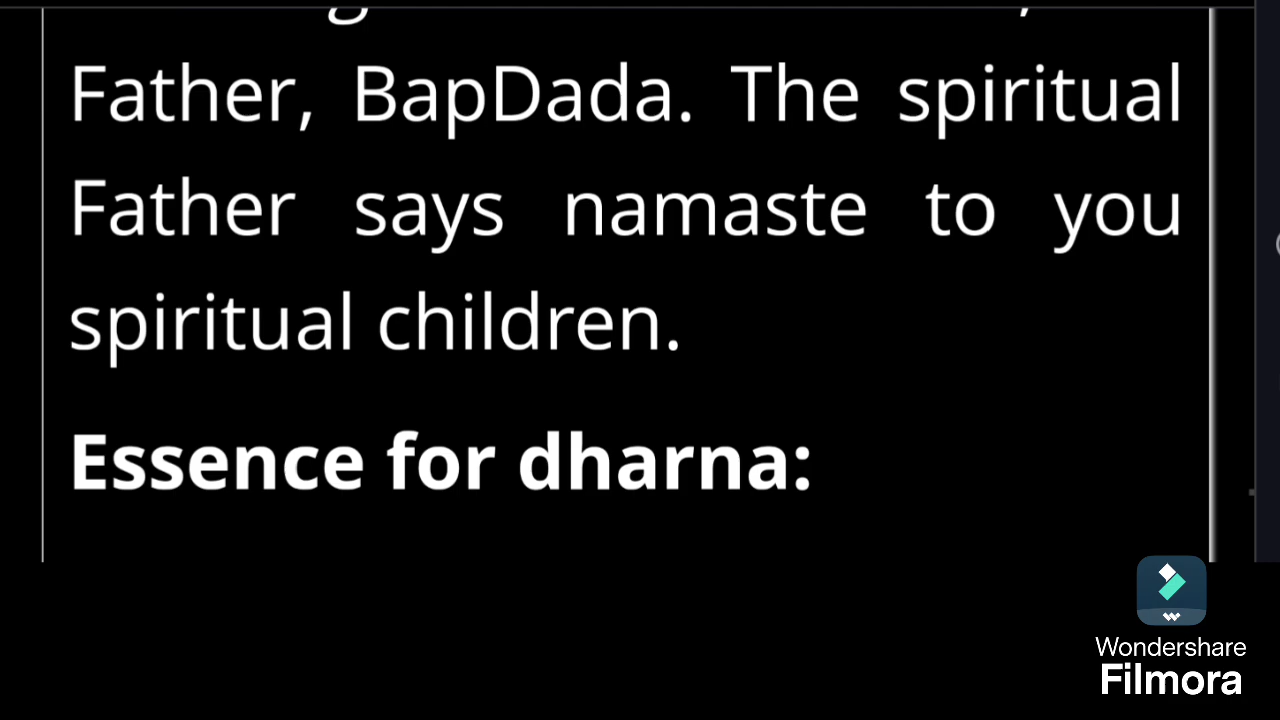 Father, BapDada. The spiritual
Father says namaste to you
spiritual children.
Essence for dharna:
Wondershare
Filmora